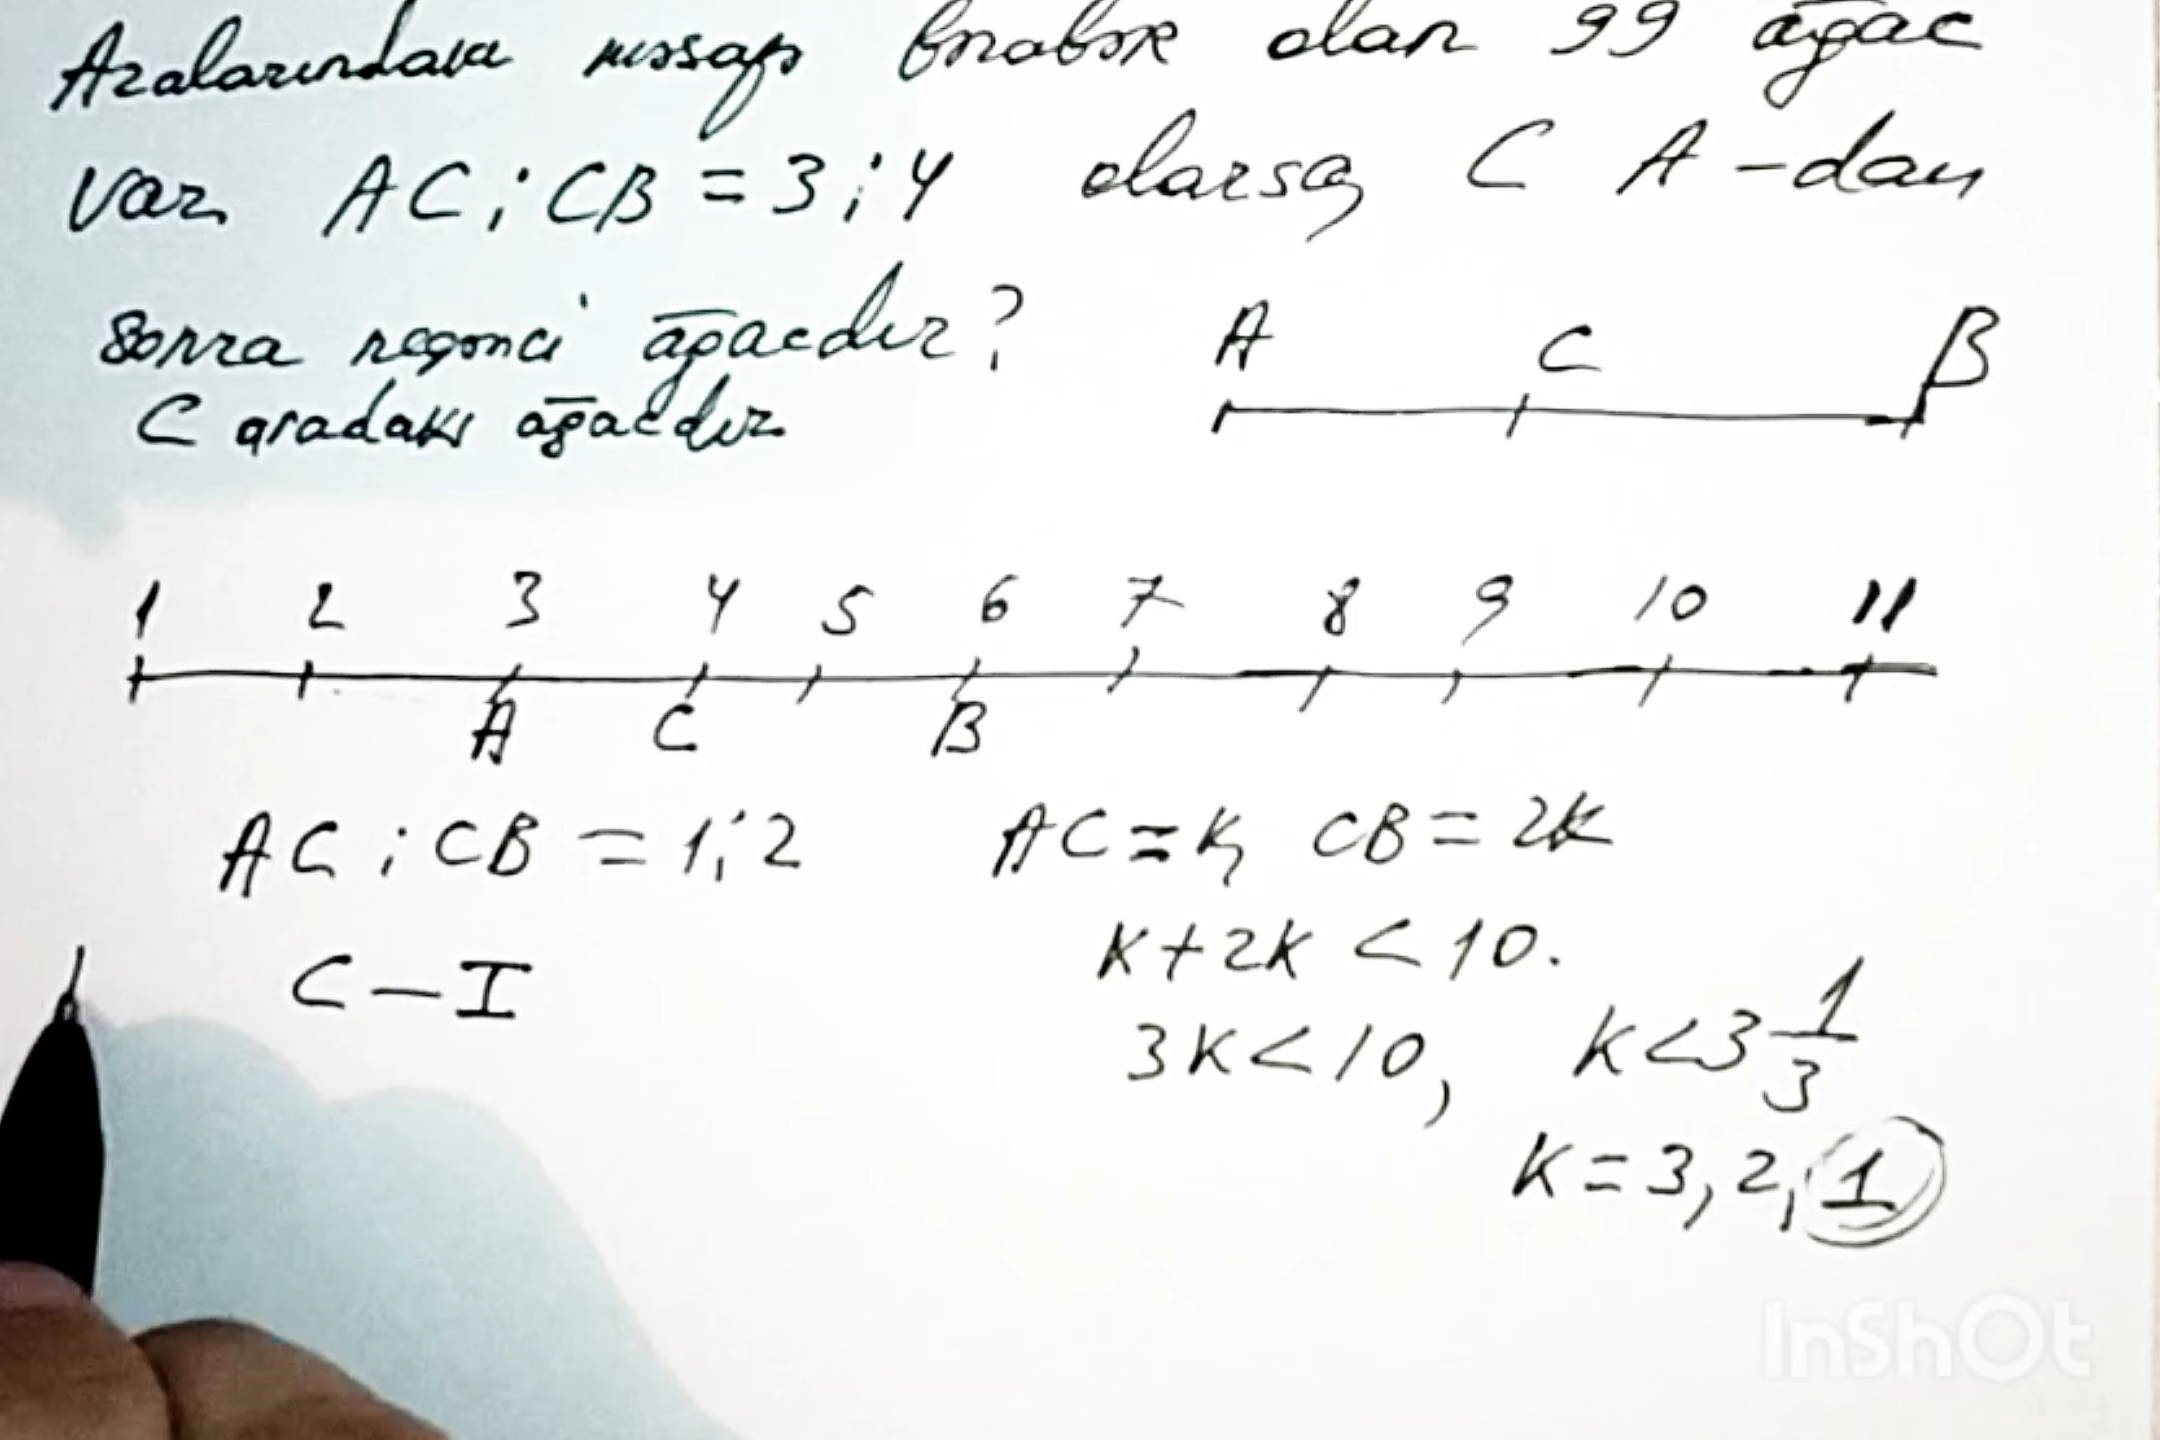 Aralarındakı məsafə bərabər olan 99 ağac
var AC : CB = 3 : 4 olarsa, C A-dan
sonra neçənci ağacdır?
C aradakı ağacdır
A C B
1 2 3 4 5 6 7 8 9 10 11
A C B
AC : CB = 1 : 2 AC = k, CB = 2k
C – I k + 2k < 10.
3k < 10, k < 3 1/3
k = 3, 2, 1
InShOt